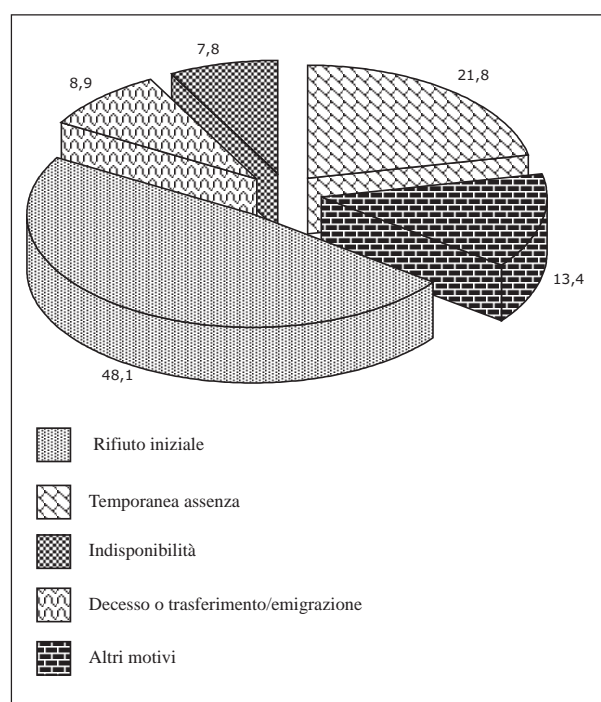 7,8
21,8
8,9
13,4
48,1
Rifiuto iniziale
Temporanea assenza
Indisponibilità
Decesso o trasferimento/emigrazione
Altri motivi